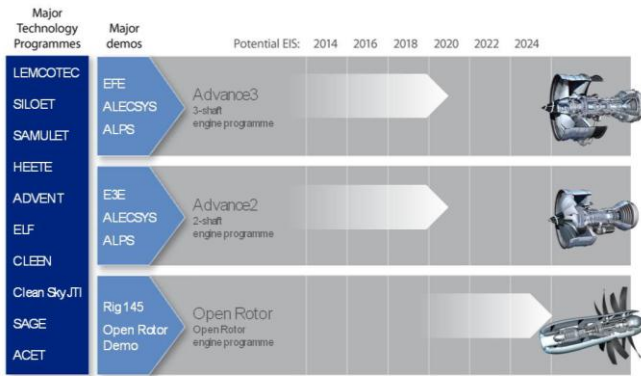 Major
Technology
Programmes
Major
demos
Potential EIS: 2014 2016 2018 2020 2022 2024
LEMCOTEC
SILOET
SAMULET
HEETE
ADVENT
ELF
CLEEN
Clean Sky JTI
SAGE
ACET
EFE
ALECSYS
ALPS
Advance3
3-shaft
engine programme
E3E
ALECSYS
ALPS
Advance2
2-shaft
engine programme
Rig 145
Open Rotor
Demo
Open Rotor
Open Rotor
engine programme